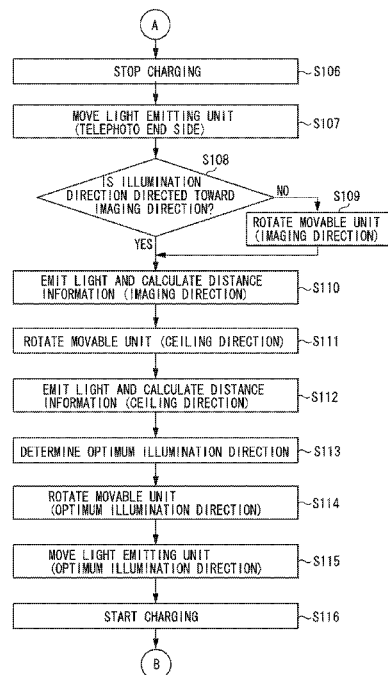 A
STOP CHARGING
S106
MOVE LIGHT EMITTING UNIT
(TELEPHOTO END SIDE)
S107
S108
IS ILLUMINATION
DIRECTION DIRECTED TOWARD
IMAGING DIRECTION?
NO
S109
ROTATE MOVABLE UNIT
(IMAGING DIRECTION)
YES
EMIT LIGHT AND CALCULATE DISTANCE
INFORMATION (IMAGING DIRECTION)
S110
ROTATE MOVABLE UNIT (CEILING DIRECTION)
S111
EMIT LIGHT AND CALCULATE DISTANCE
INFORMATION (CEILING DIRECTION)
S112
DETERMINE OPTIMUM ILLUMINATION DIRECTION
S113
ROTATE MOVABLE UNIT
(OPTIMUM ILLUMINATION DIRECTION)
S114
MOVE LIGHT EMITTING UNIT
(OPTIMUM ILLUMINATION DIRECTION)
S115
START CHARGING
S116
B